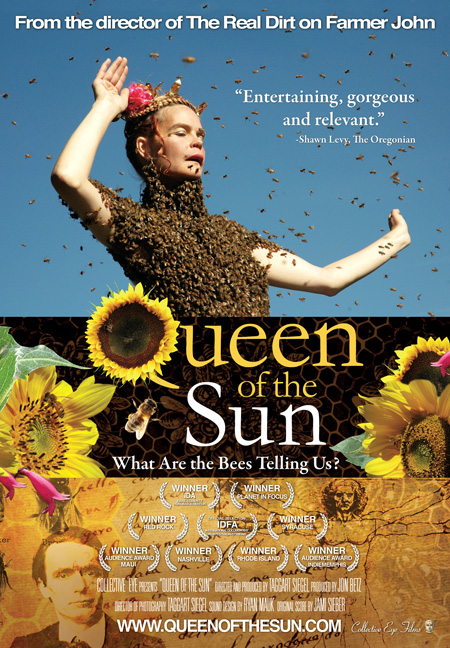 From the director of The Real Dirt on Farmer John
“Entertaining, gorgeous
and relevant.”
-Shawn Levy, The Oregonian
Queen
of the
Sun
What Are the Bees Telling Us?
WINNER
IDA
WINNER
PLANET IN FOCUS
WINNER
RED ROCK
IDFA
WINNER
SYRACUSE
WINNER
AUDIENCE AWARD
MAUI
WINNER
NASHVILLE
WINNER
RHODE ISLAND
WINNER
AUDIENCE AWARD
INDIEMEMPHIS
COLLECTIVE EYE PRESENTS "QUEEN OF THE SUN" DIRECTED AND PRODUCED BY TAGGART SIEGEL PRODUCED BY JON BETZ
DIRECTOR OF PHOTOGRAPHY TAGGART SIEGEL SOUND DESIGN BY RYAN MAUK ORIGINAL SCORE BY JAMI SIEBER
WWW.QUEENOFTHESUN.COM
Collective Eye Films